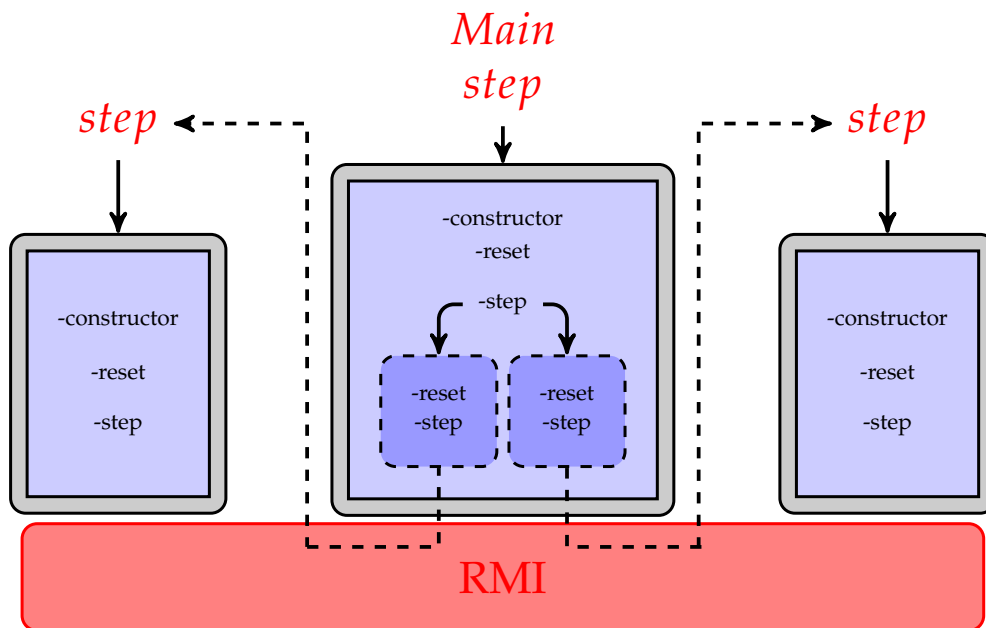 Main
step
step
step
-constructor
-reset
-step
-constructor
-reset
-step
-reset
-step
-reset
-step
-constructor
-reset
-step
RMI